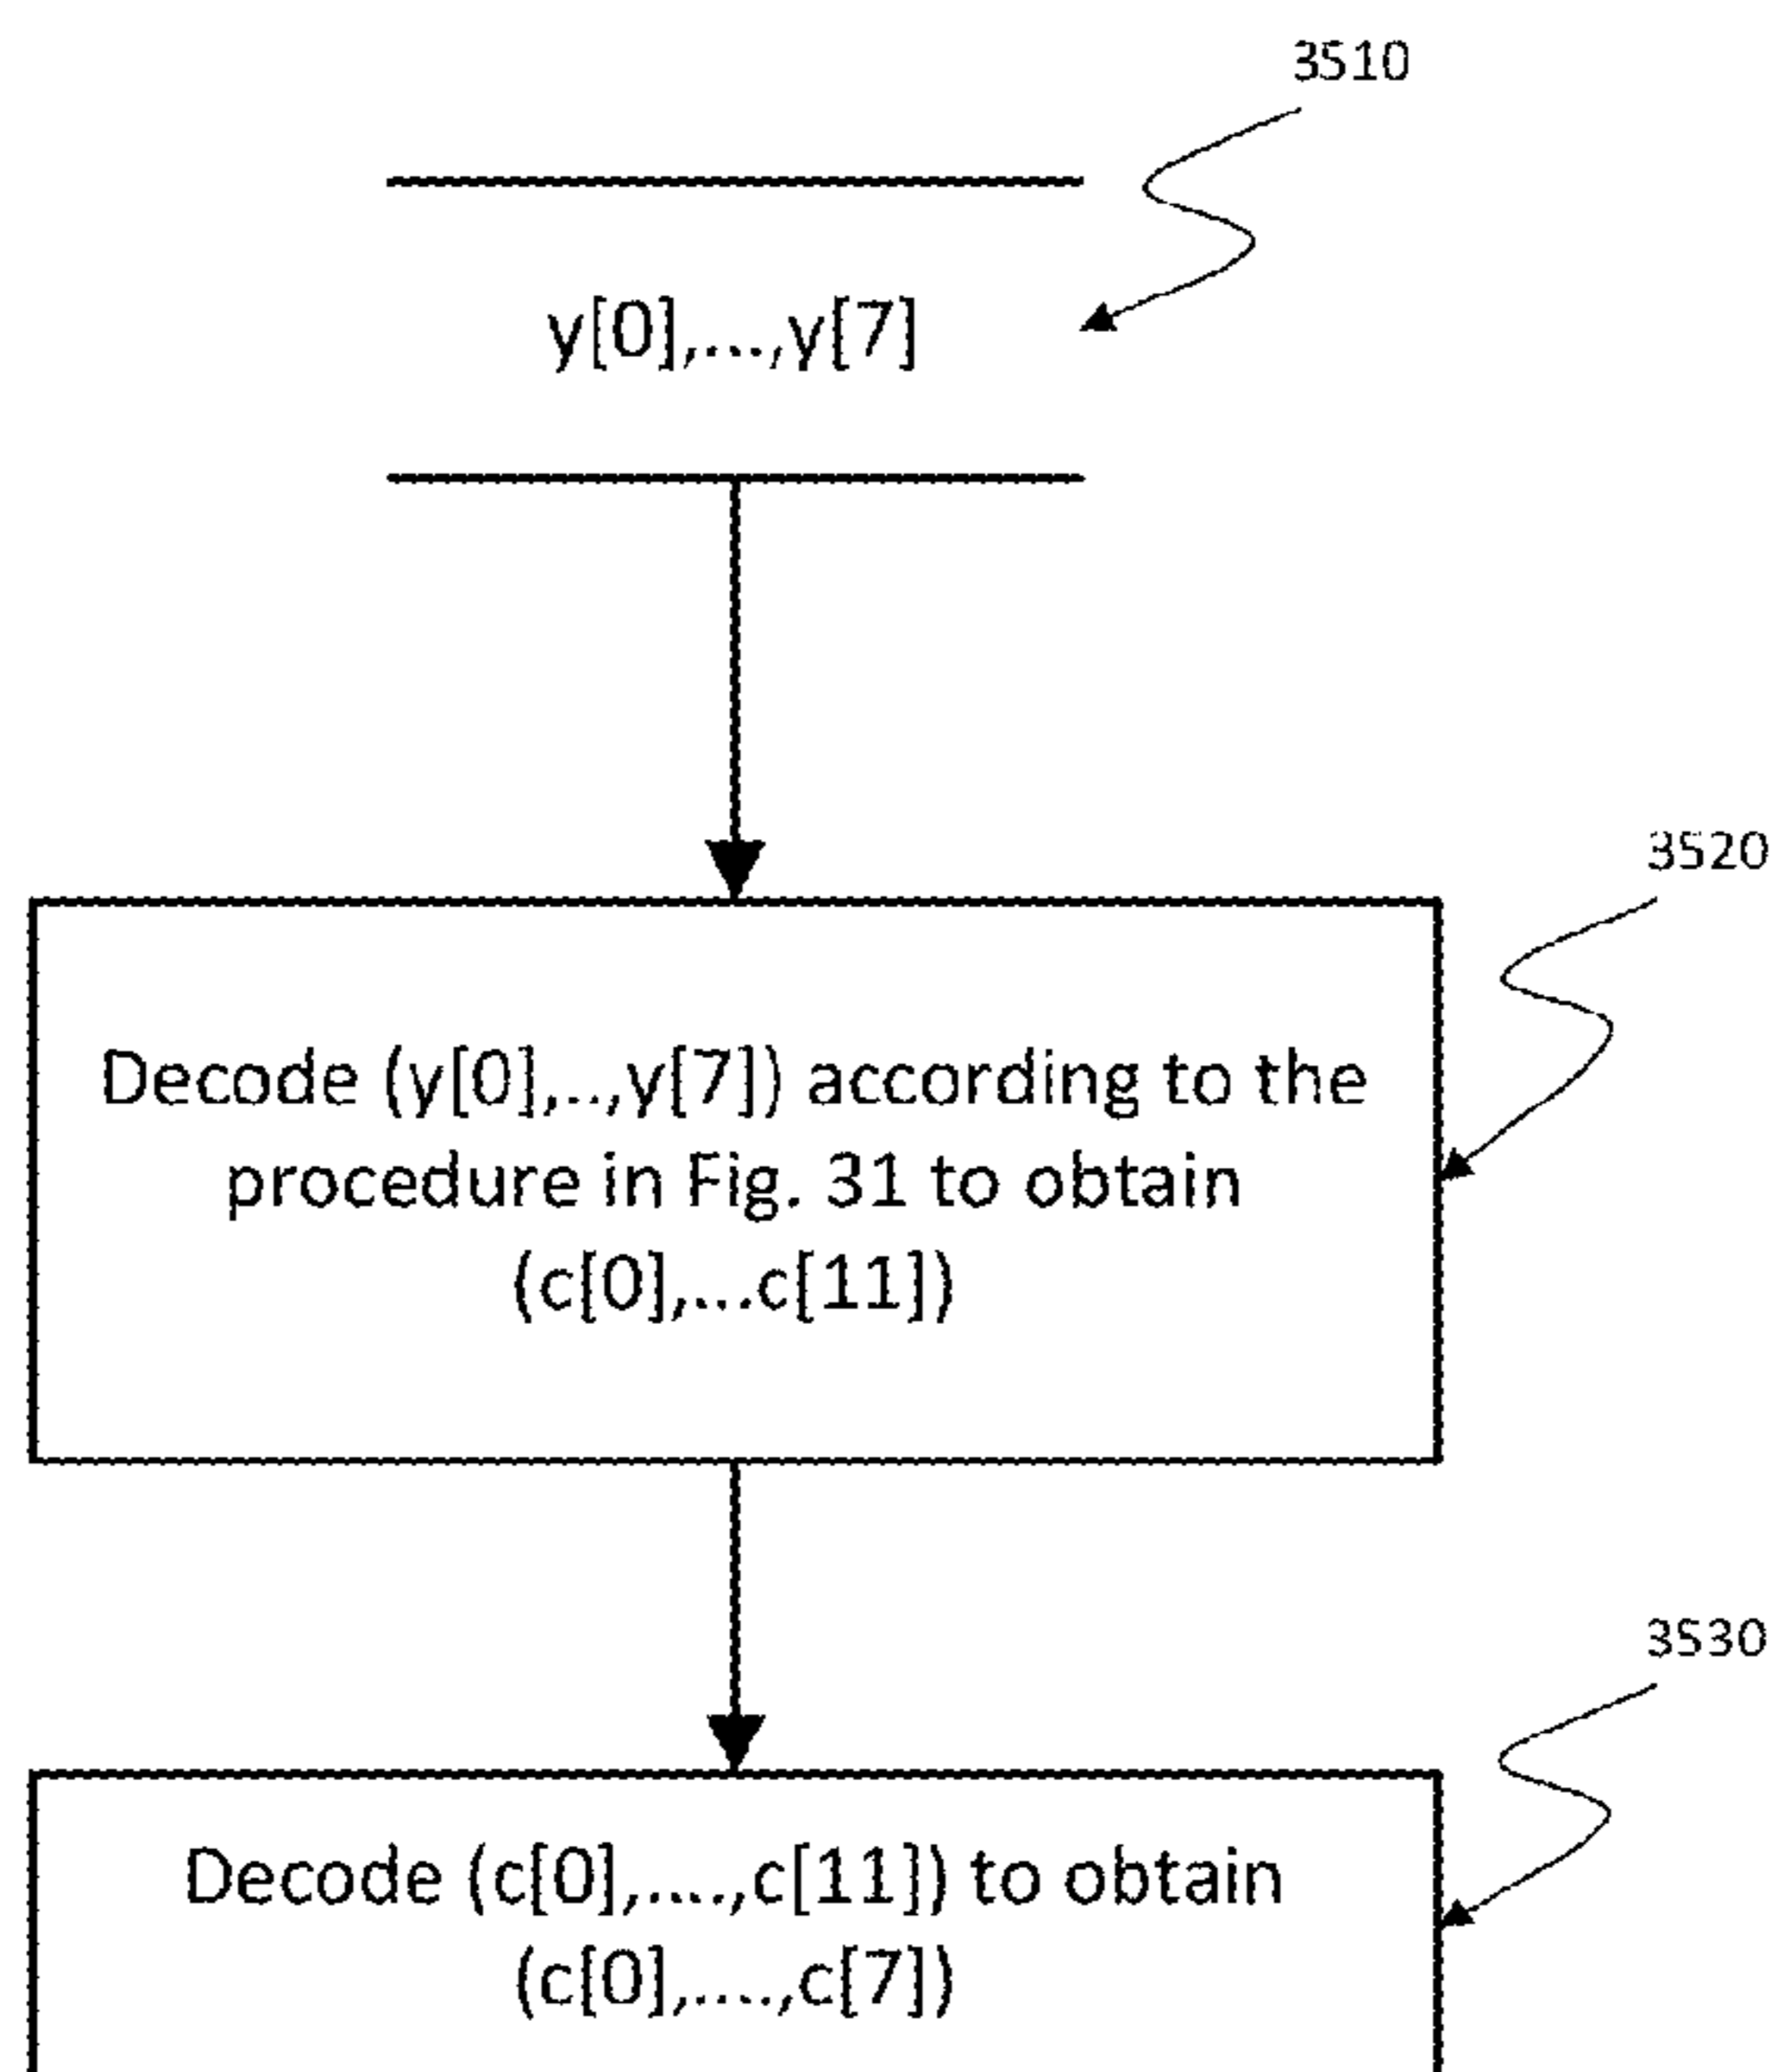 3510
y[0],...,y[7]
3520
Decode (y[0],..,y[7]) according to the
procedure in Fig. 31 to obtain
(c[0],...c[11])
3530
Decode (c[0],....,c[11]) to obtain
(c[0],....,c[7])